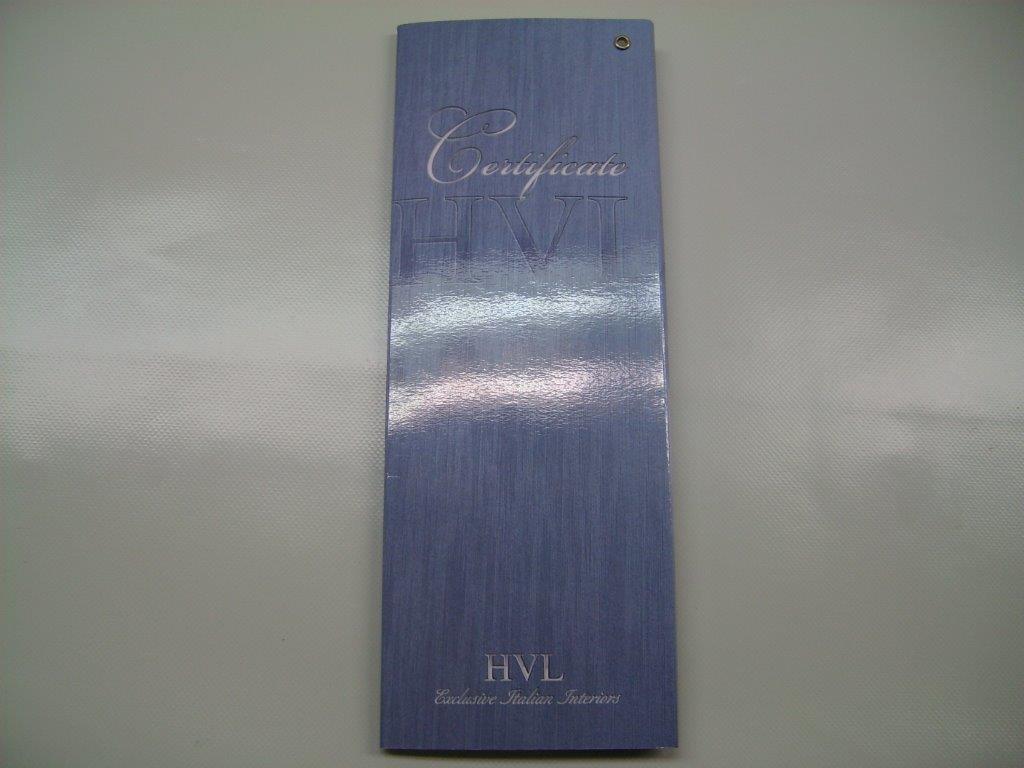 Certificate
HVL
HVL
Exclusive Italian Interiors